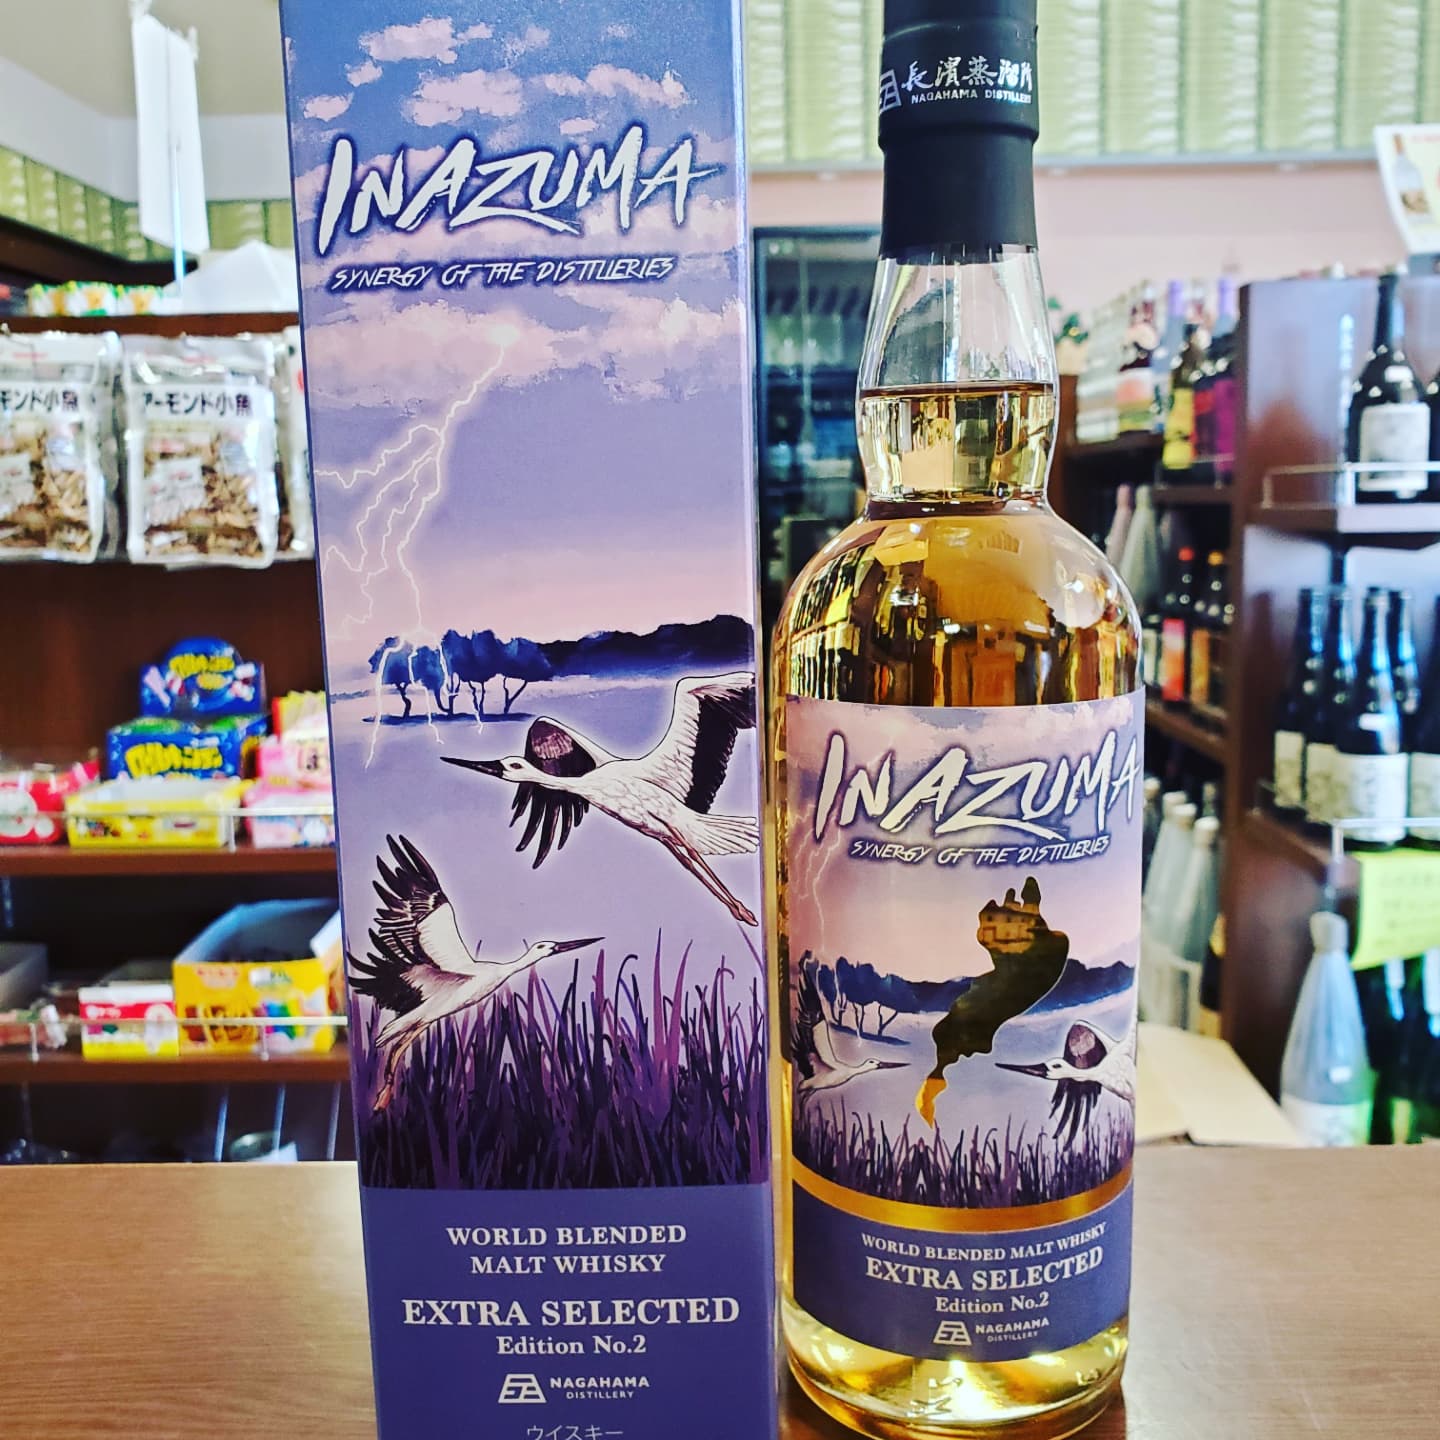 INAZUMA
SYNERGY OF THE DISTILLERIES
WORLD BLENDED
MALT WHISKY
EXTRA SELECTED
Edition No.2
NAGAHAMA
DISTILLERY
ウイスキー
長濱蒸溜所
NAGAHAMA DISTILLERY
INAZUMA
SYNERGY OF THE DISTILLERIES
WORLD BLENDED MALT WHISKY
EXTRA SELECTED
Edition No.2
NAGAHAMA
DISTILLERY
モンド小魚
アーモンド小魚